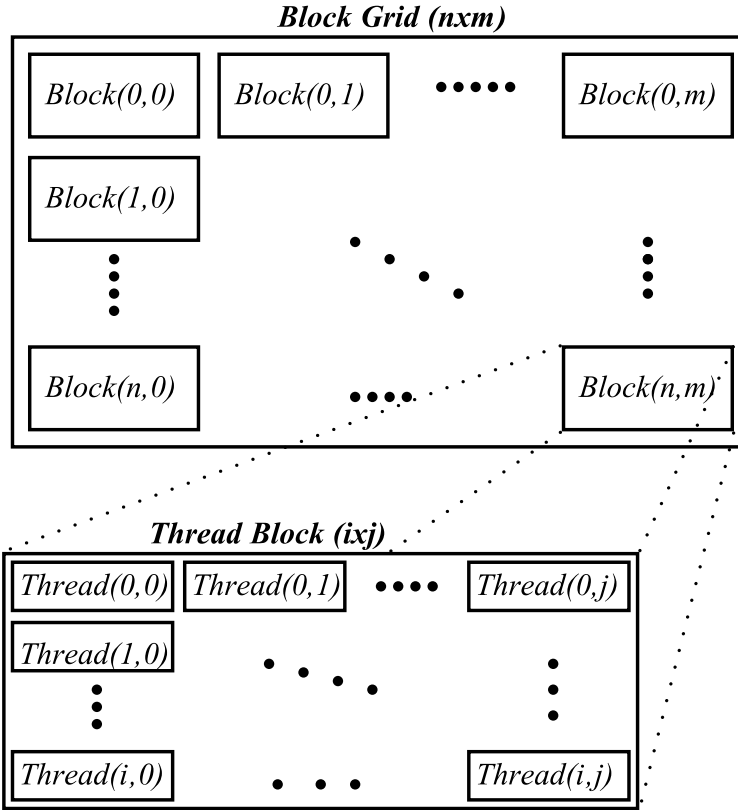 Block Grid (nxm)
Block(0,0) Block(0,1) Block(0,m)
Block(1,0)
Block(n,0) Block(n,m)
Thread Block (ixj)
Thread(0,0) Thread(0,1) Thread(0,j)
Thread(1,0)
Thread(i,0) Thread(i,j)